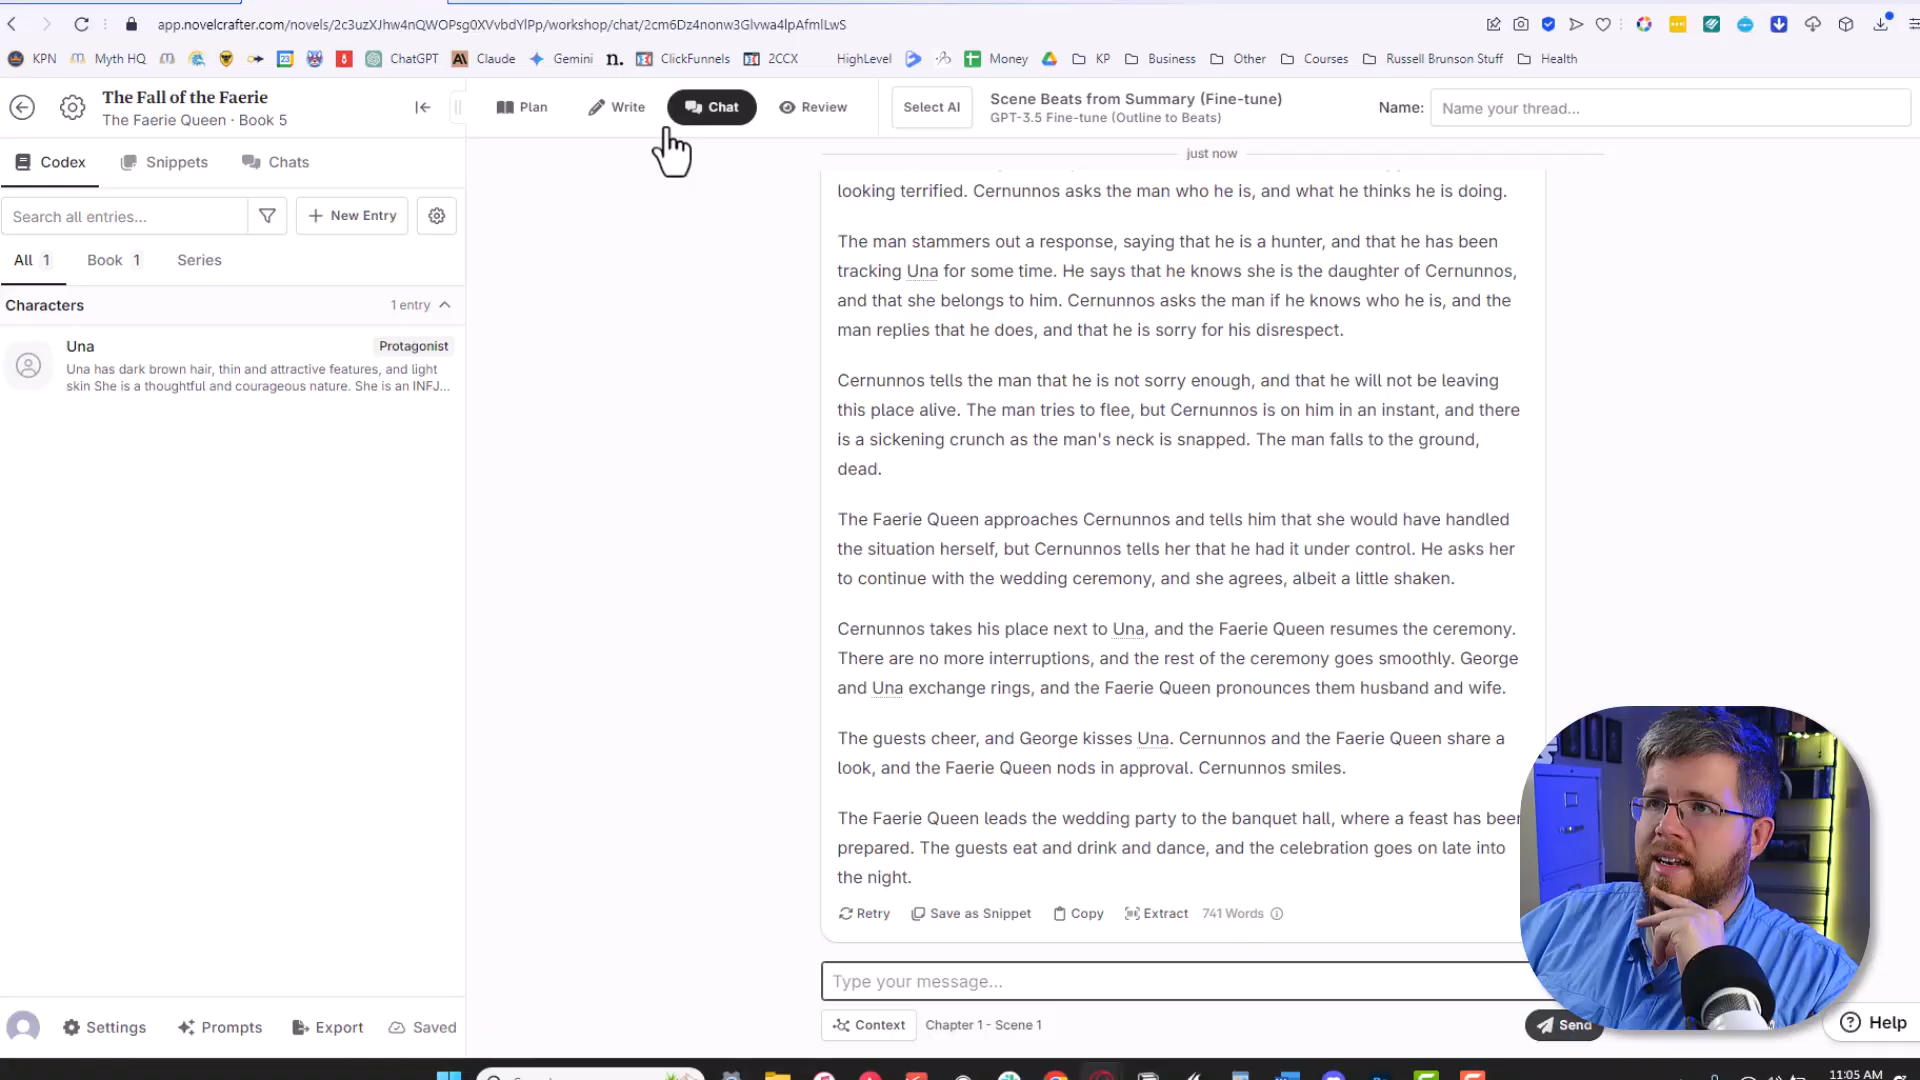 app.novelcrafter.com/novels/2c3uzXJhw4nQWOPsg0XVvbdYlPp/workshop/chat/2cm6Dz4nonw3Glvwa4lpAfmlLwS
KPN Myth HQ ChatGPT Claude Gemini n. ClickFunnels 2CCX HighLevel Money KP Business Other Courses Russell Brunson Stuff Health
The Fall of the Faerie
The Faerie Queen · Book 5
Plan Write Chat Review Select AI
Scene Beats from Summary (Fine-tune)
GPT-3.5 Fine-tune (Outline to Beats)
Name: Name your thread...
Codex Snippets Chats
Search all entries...
New Entry
All 1 Book 1 Series
Characters 1 entry
Una Protagonist
Una has dark brown hair, thin and attractive features, and light
skin She is a thoughtful and courageous nature. She is an INFJ...
just now
looking terrified. Cernunnos asks the man who he is, and what he thinks he is doing.
The man stammers out a response, saying that he is a hunter, and that he has been
tracking Una for some time. He says that he knows she is the daughter of Cernunnos,
and that she belongs to him. Cernunnos asks the man if he knows who he is, and the
man replies that he does, and that he is sorry for his disrespect.
Cernunnos tells the man that he is not sorry enough, and that he will not be leaving
this place alive. The man tries to flee, but Cernunnos is on him in an instant, and there
is a sickening crunch as the man's neck is snapped. The man falls to the ground,
dead.
The Faerie Queen approaches Cernunnos and tells him that she would have handled
the situation herself, but Cernunnos tells her that he had it under control. He asks her
to continue with the wedding ceremony, and she agrees, albeit a little shaken.
Cernunnos takes his place next to Una, and the Faerie Queen resumes the ceremony.
There are no more interruptions, and the rest of the ceremony goes smoothly. George
and Una exchange rings, and the Faerie Queen pronounces them husband and wife.
The guests cheer, and George kisses Una. Cernunnos and the Faerie Queen share a
look, and the Faerie Queen nods in approval. Cernunnos smiles.
The Faerie Queen leads the wedding party to the banquet hall, where a feast has been
prepared. The guests eat and drink and dance, and the celebration goes on late into
the night.
Retry Save as Snippet Copy Extract 741 Words
Type your message...
Context Chapter 1 - Scene 1
Send
Settings Prompts Export Saved
Help
11:05 AM